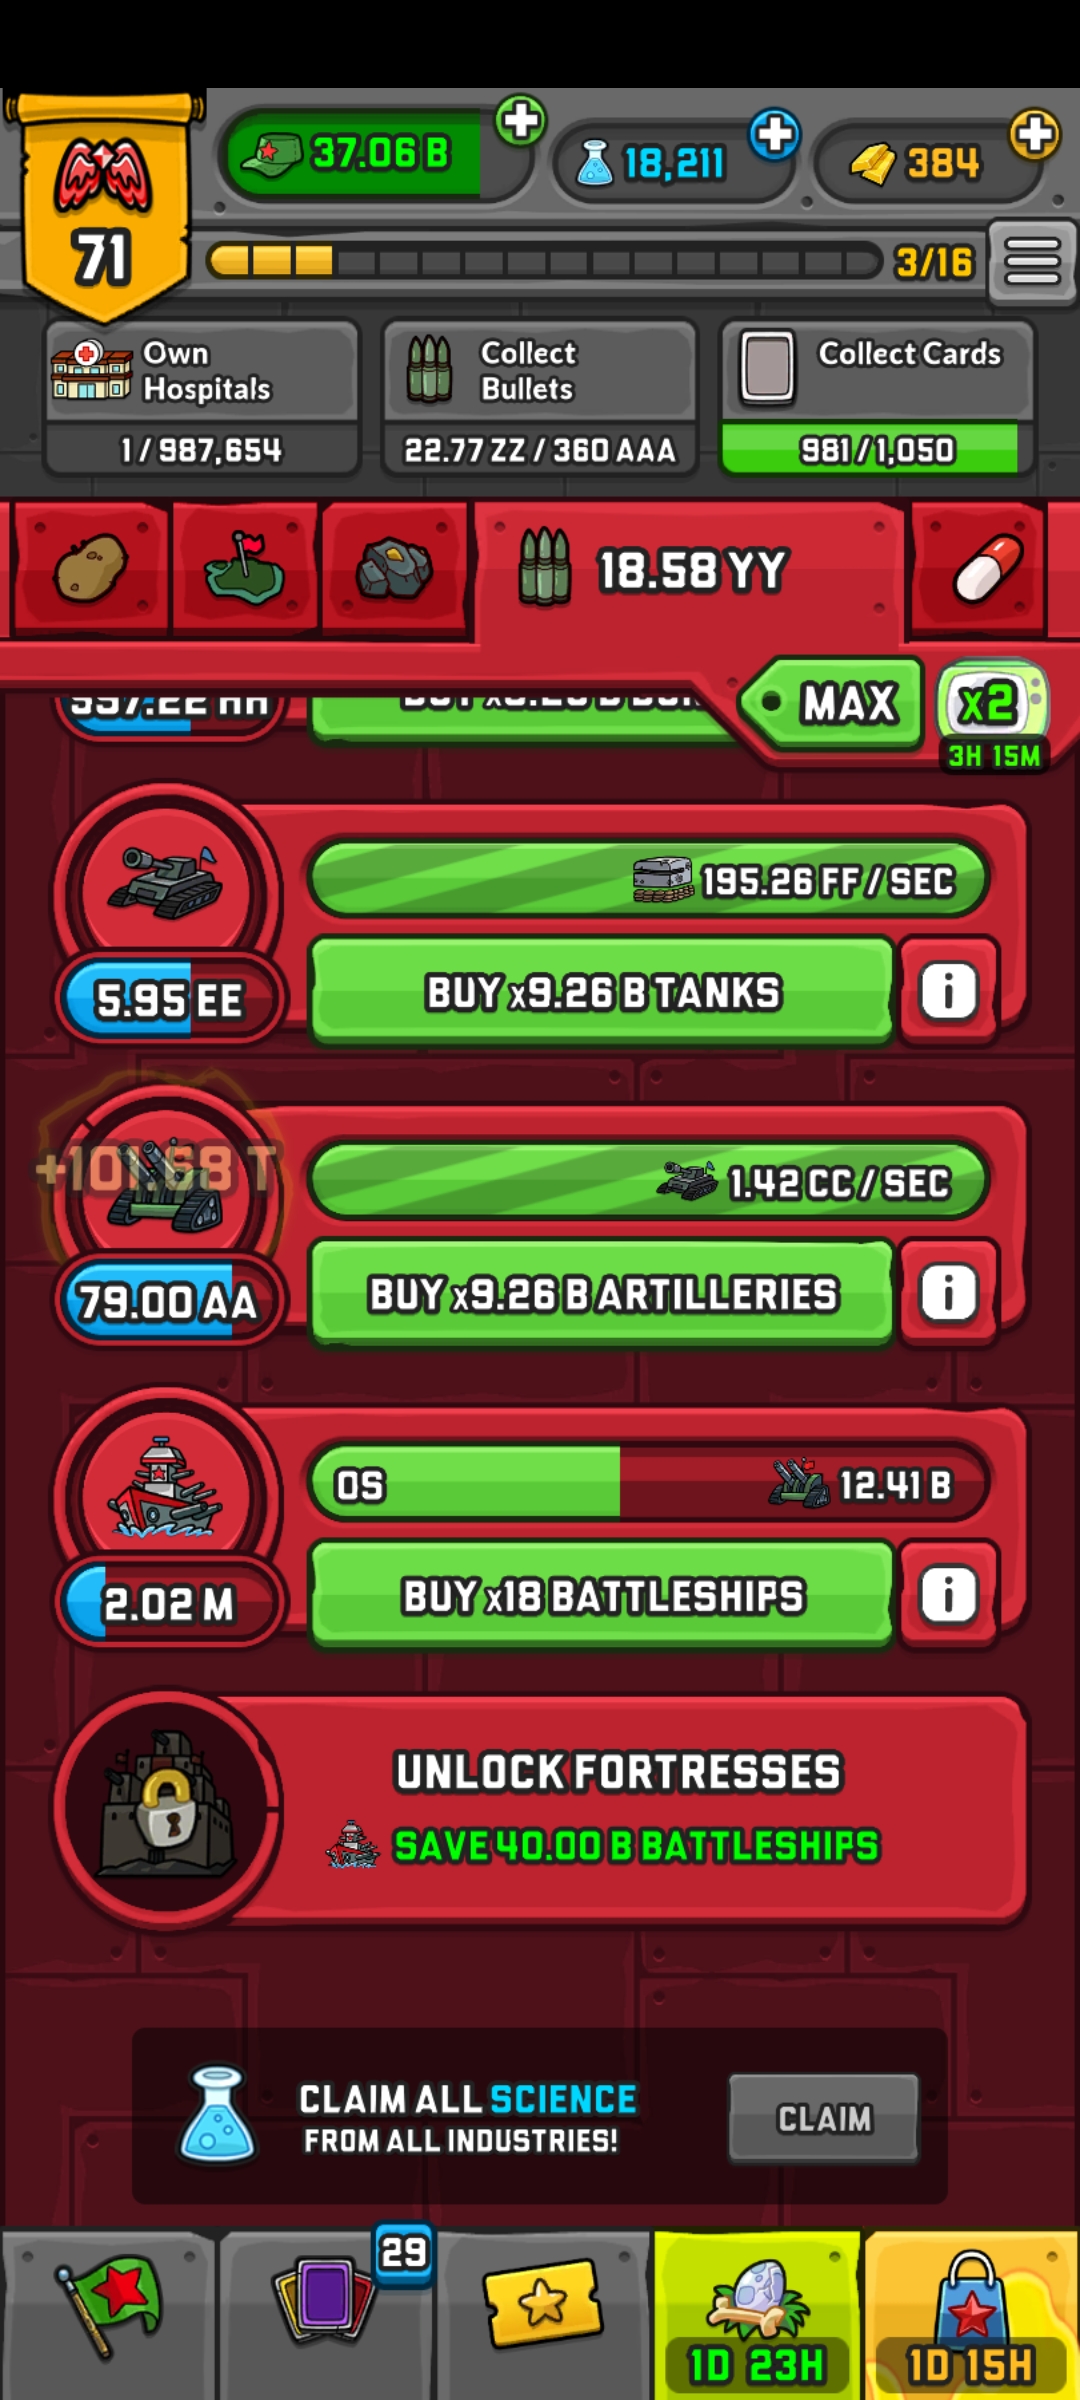 37.06 B
18,211
384
71
3/16
Own
Hospitals
1 / 987,654
Collect
Bullets
22.77 ZZ / 360 AAA
Collect Cards
981 / 1,050
18.58 YY
MAX
x2
3H 15M
195.26 FF / SEC
5.95 EE
BUY x9.26 B TANKS
+101.68 T
1.42 CC / SEC
79.00 AA
BUY x9.26 B ARTILLERIES
0S
12.41 B
2.02 M
BUY x18 BATTLESHIPS
UNLOCK FORTRESSES
SAVE 40.00 B BATTLESHIPS
CLAIM ALL SCIENCE
FROM ALL INDUSTRIES!
CLAIM
29
1D 23H
1D 15H